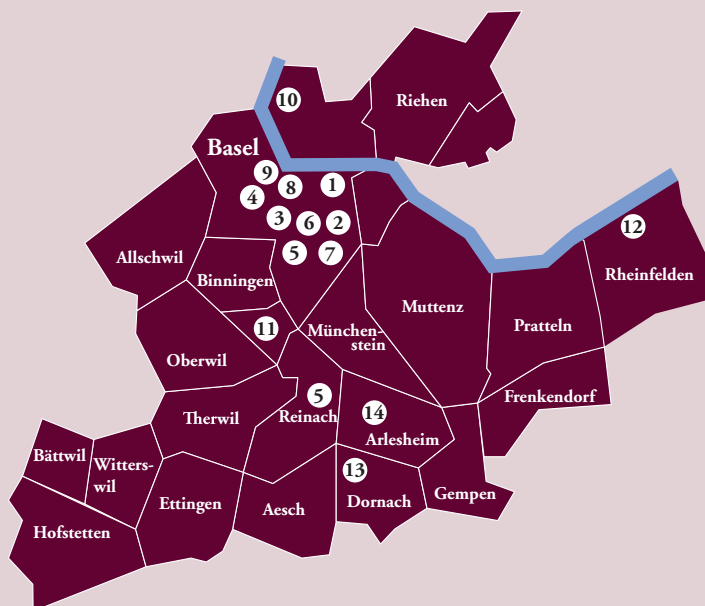 Riehen
10
Basel
9
8
1
4
3
6
2
5
7
12
Allschwil
Binningen
Rheinfelden
Muttenz
11
München-
stein
Pratteln
Oberwil
5
Reinach
Frenkendorf
14
Arlesheim
Therwil
Bättwil
Witters-
wil
13
Dornach
Gempen
Ettingen
Aesch
Hofstetten